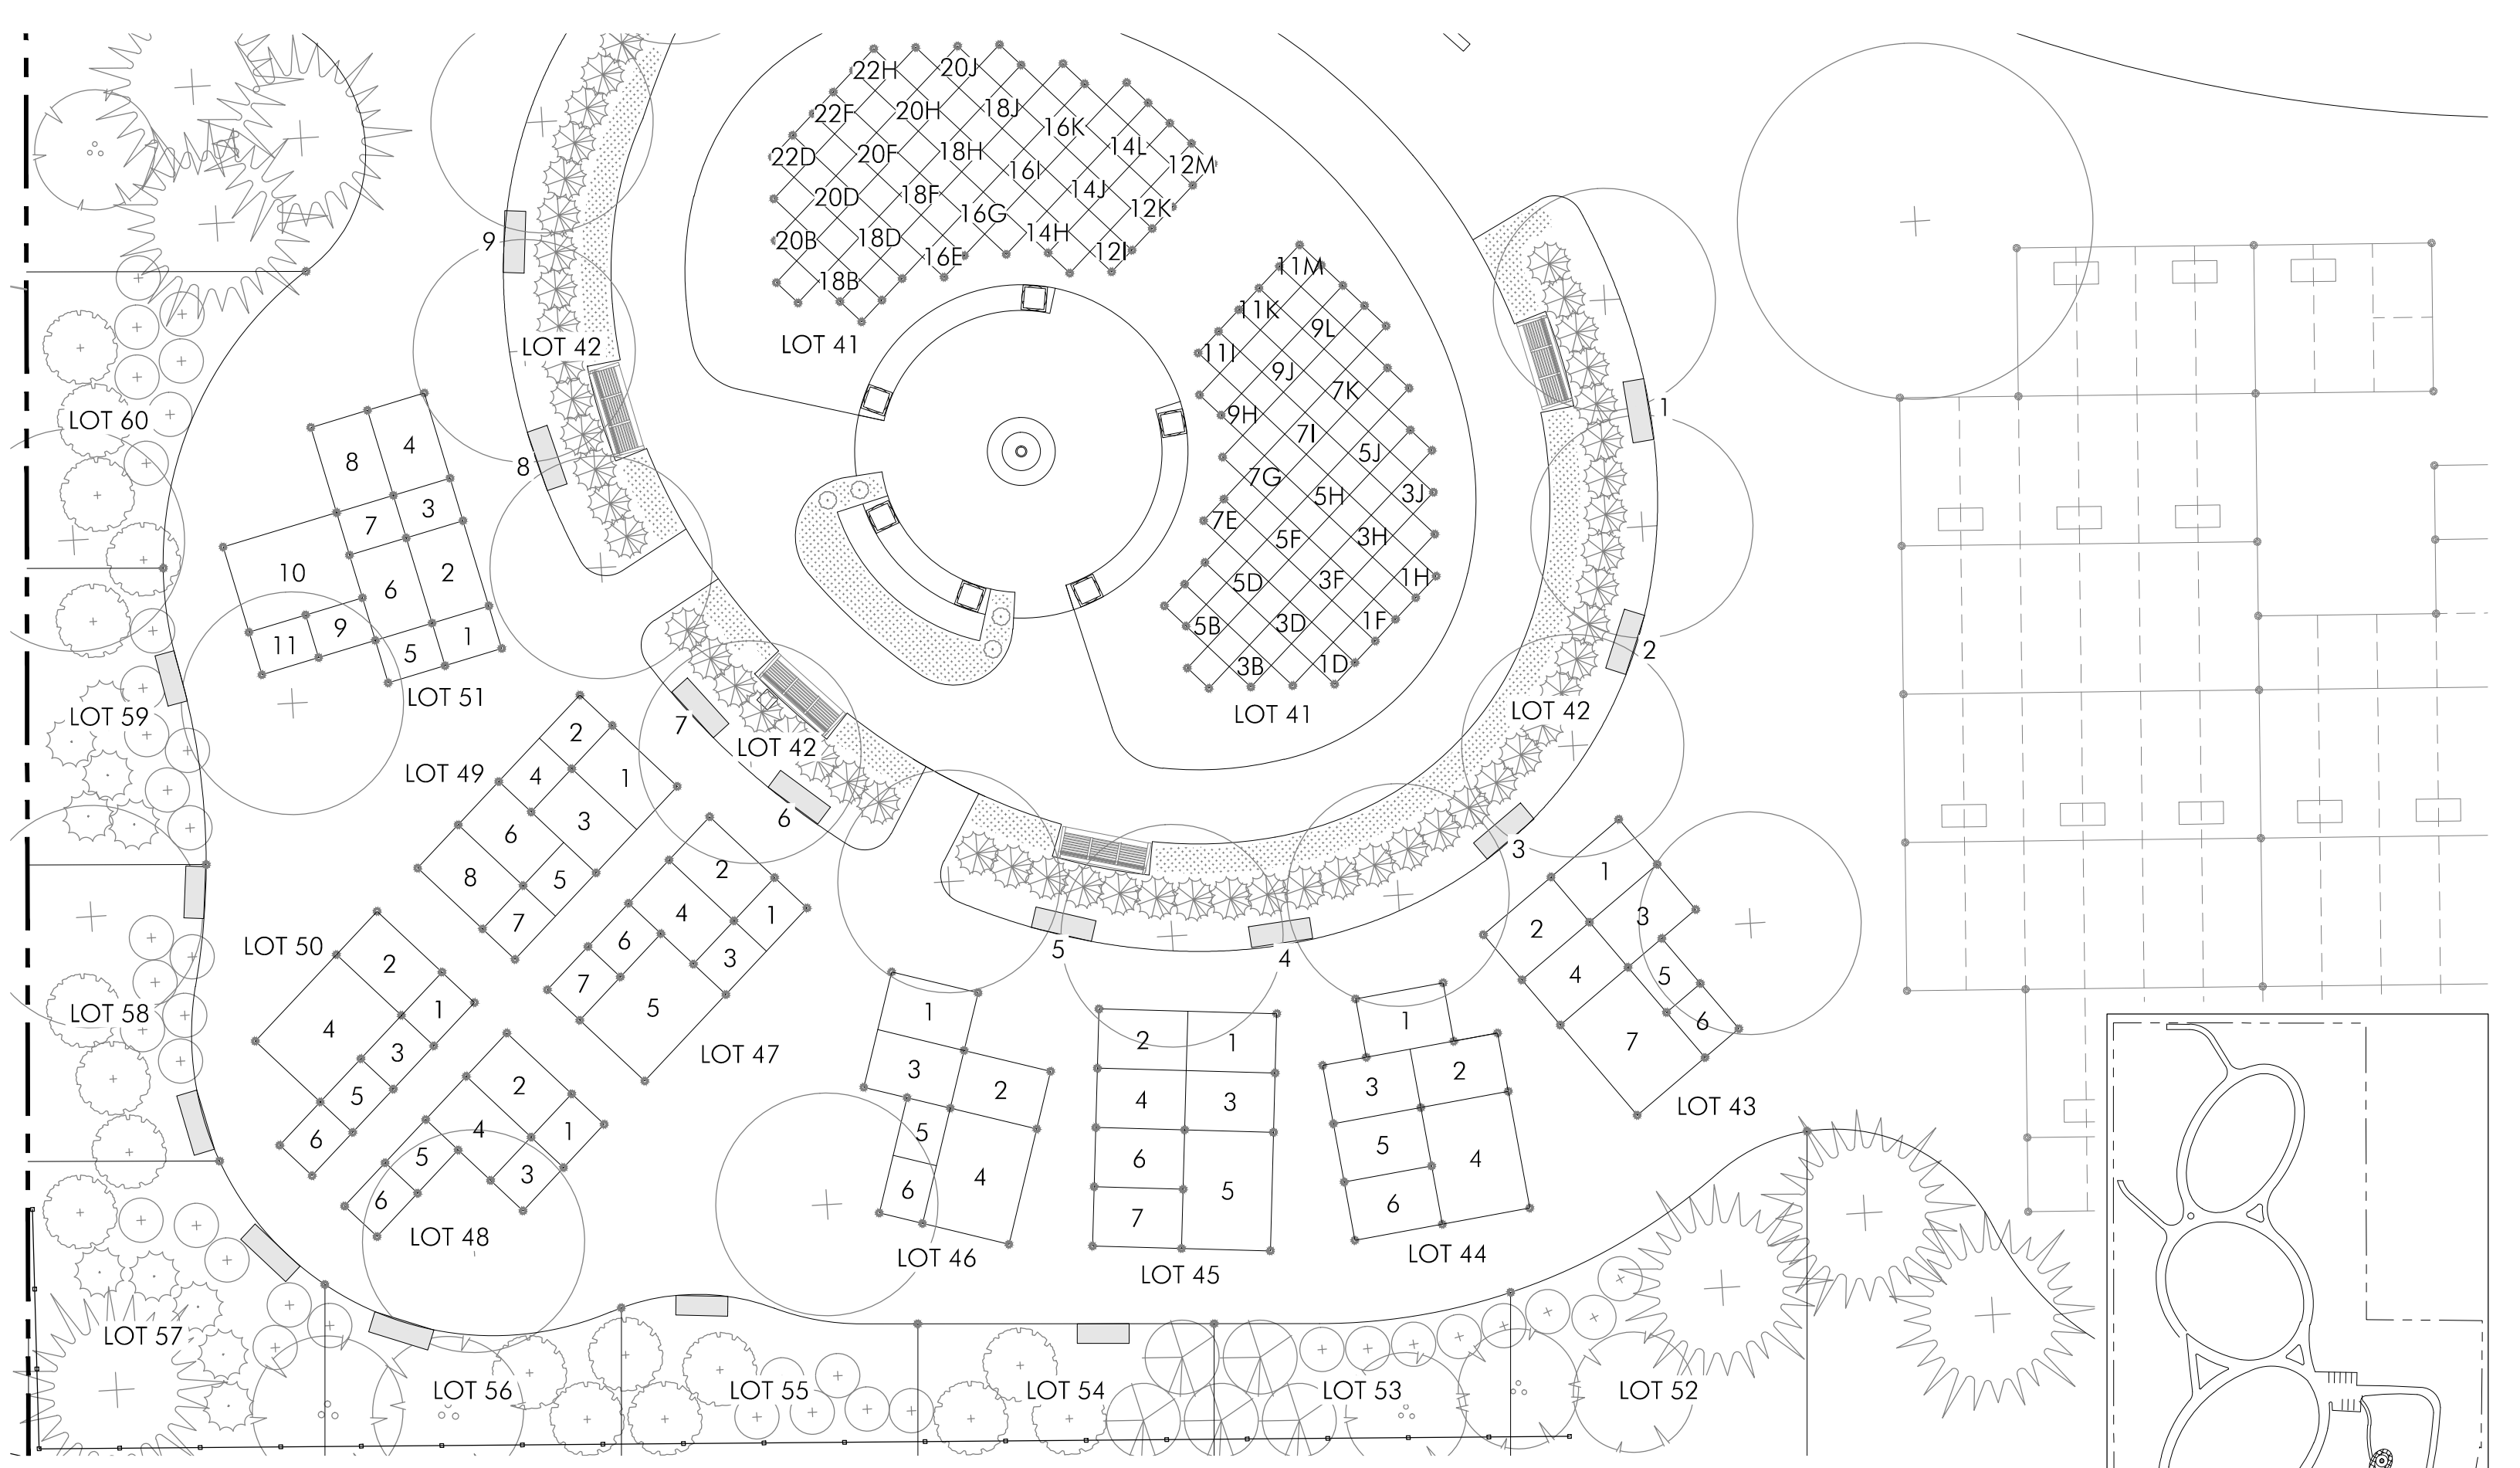 22H
20J
22F
20H
18J
16K
22D
20F
18H
14L
16I
12M
20D
18F
14J
16G
12K
20B
18D
14H
16E
12I
18B
LOT 41
11M
11K
9L
11I
9J
7K
9H
7I
5J
7G
5H
3J
7E
5F
3H
5D
3F
1H
5B
3D
1F
3B
1D
LOT 41
9
LOT 42
8
7
LOT 42
6
5
4
3
LOT 42
2
1
LOT 60
8
4
7
3
10
6
2
11
9
5
1
LOT 51
LOT 59
LOT 49
2
4
1
6
3
8
5
7
2
4
1
6
3
7
5
LOT 47
LOT 50
2
1
4
3
5
6
LOT 58
2
4
1
5
3
6
LOT 48
1
3
2
5
4
6
LOT 46
2
1
4
3
6
5
7
LOT 45
1
3
2
5
4
6
LOT 44
1
2
3
4
5
6
7
LOT 43
LOT 57
LOT 56
LOT 55
LOT 54
LOT 53
LOT 52